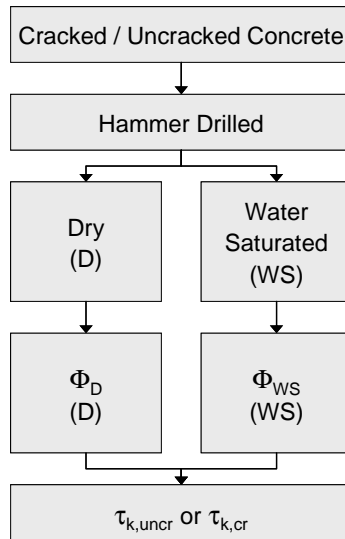 Cracked / Uncracked Concrete
Hammer Drilled
Dry
(D)
Water
Saturated
(WS)
Φ_D
(D)
Φ_WS
(WS)
τ_k,uncr or τ_k,cr